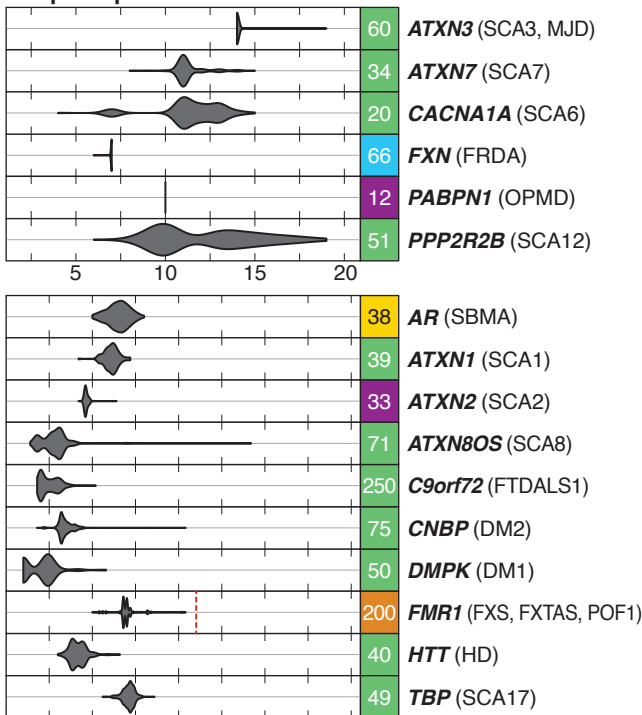 60 ATXN3 (SCA3, MJD)
34 ATXN7 (SCA7)
20 CACNA1A (SCA6)
66 FXN (FRDA)
12 PABPN1 (OPMD)
51 PPP2R2B (SCA12)
5 10 15 20
38 AR (SBMA)
39 ATXN1 (SCA1)
33 ATXN2 (SCA2)
71 ATXN8OS (SCA8)
250 C9orf72 (FTDALS1)
75 CNBP (DM2)
50 DMPK (DM1)
200 FMR1 (FXS, FXTAS, POF1)
40 HTT (HD)
49 TBP (SCA17)